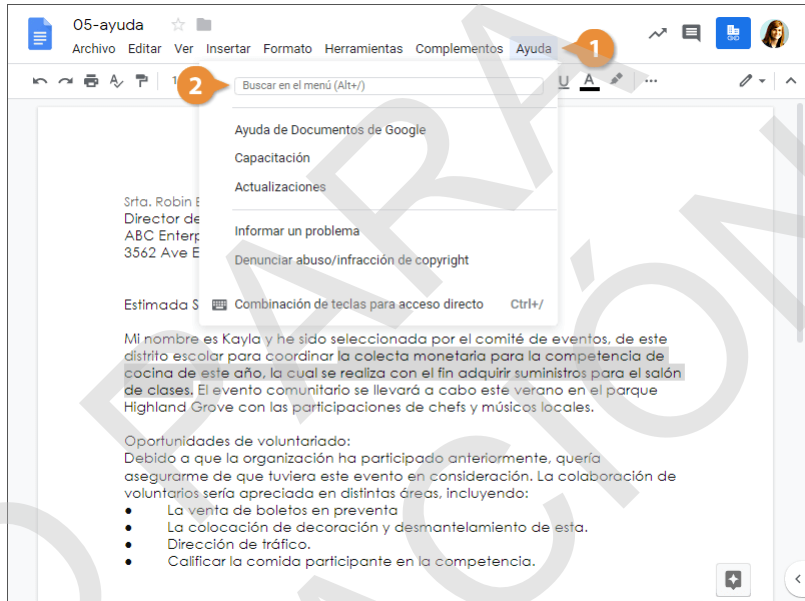 05-ayuda
Archivo Editar Ver Insertar Formato Herramientas Complementos Ayuda
1
2
Buscar en el menú (Alt+/)
U A
Ayuda de Documentos de Google
Capacitación
Actualizaciones
Srta. Robin
Director de
ABC Enterp
3562 Ave E
Informar un problema
Denunciar abuso/infracción de copyright
Estimada S
Combinación de teclas para acceso directo Ctrl+/
Mi nombre es Kayla y he sido seleccionada por el comité de eventos, de este
distrito escolar para coordinar la colecta monetaria para la competencia de
cocina de este año, la cual se realiza con el fin adquirir suministros para el salón
de clases. El evento comunitario se llevará a cabo este verano en el parque
Highland Grove con las participaciones de chefs y músicos locales.
Oportunidades de voluntariado:
Debido a que la organización ha participado anteriormente, quería
asegurarme de que tuviera este evento en consideración. La colaboración de
voluntarios sería apreciada en distintas áreas, incluyendo:
● La venta de boletos en preventa
● La colocación de decoración y desmantelamiento de esta.
● Dirección de tráfico.
● Calificar la comida participante en la competencia.